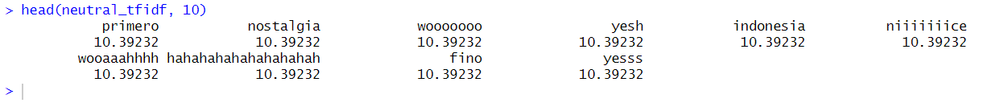 > head(neutral_tfidf, 10)
primero nostalgia wooooooo yesh indonesia niiiiiiice
10.39232 10.39232 10.39232 10.39232 10.39232 10.39232
wooaaahhhh hahahahahahahahahah fino yesss
10.39232 10.39232 10.39232 10.39232
>